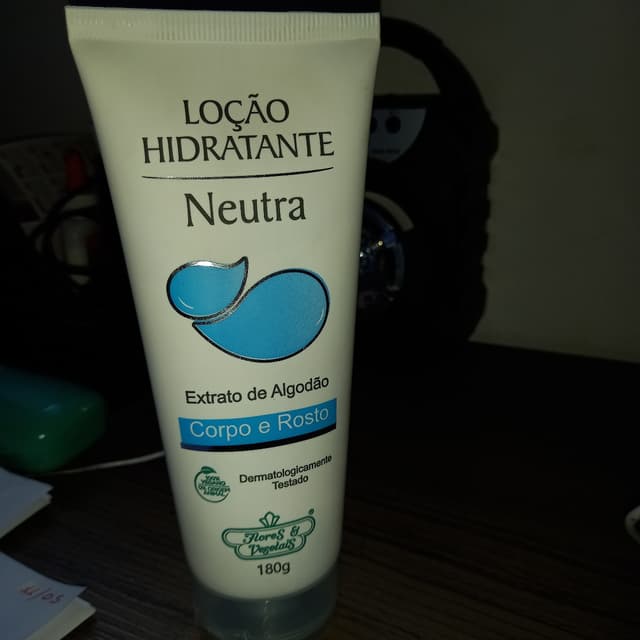 LOÇÃO
HIDRATANTE
Neutra
Extrato de Algodão
Corpo e Rosto
Dermatologicamente
Testado
Flores &
Vegetais
®
180g